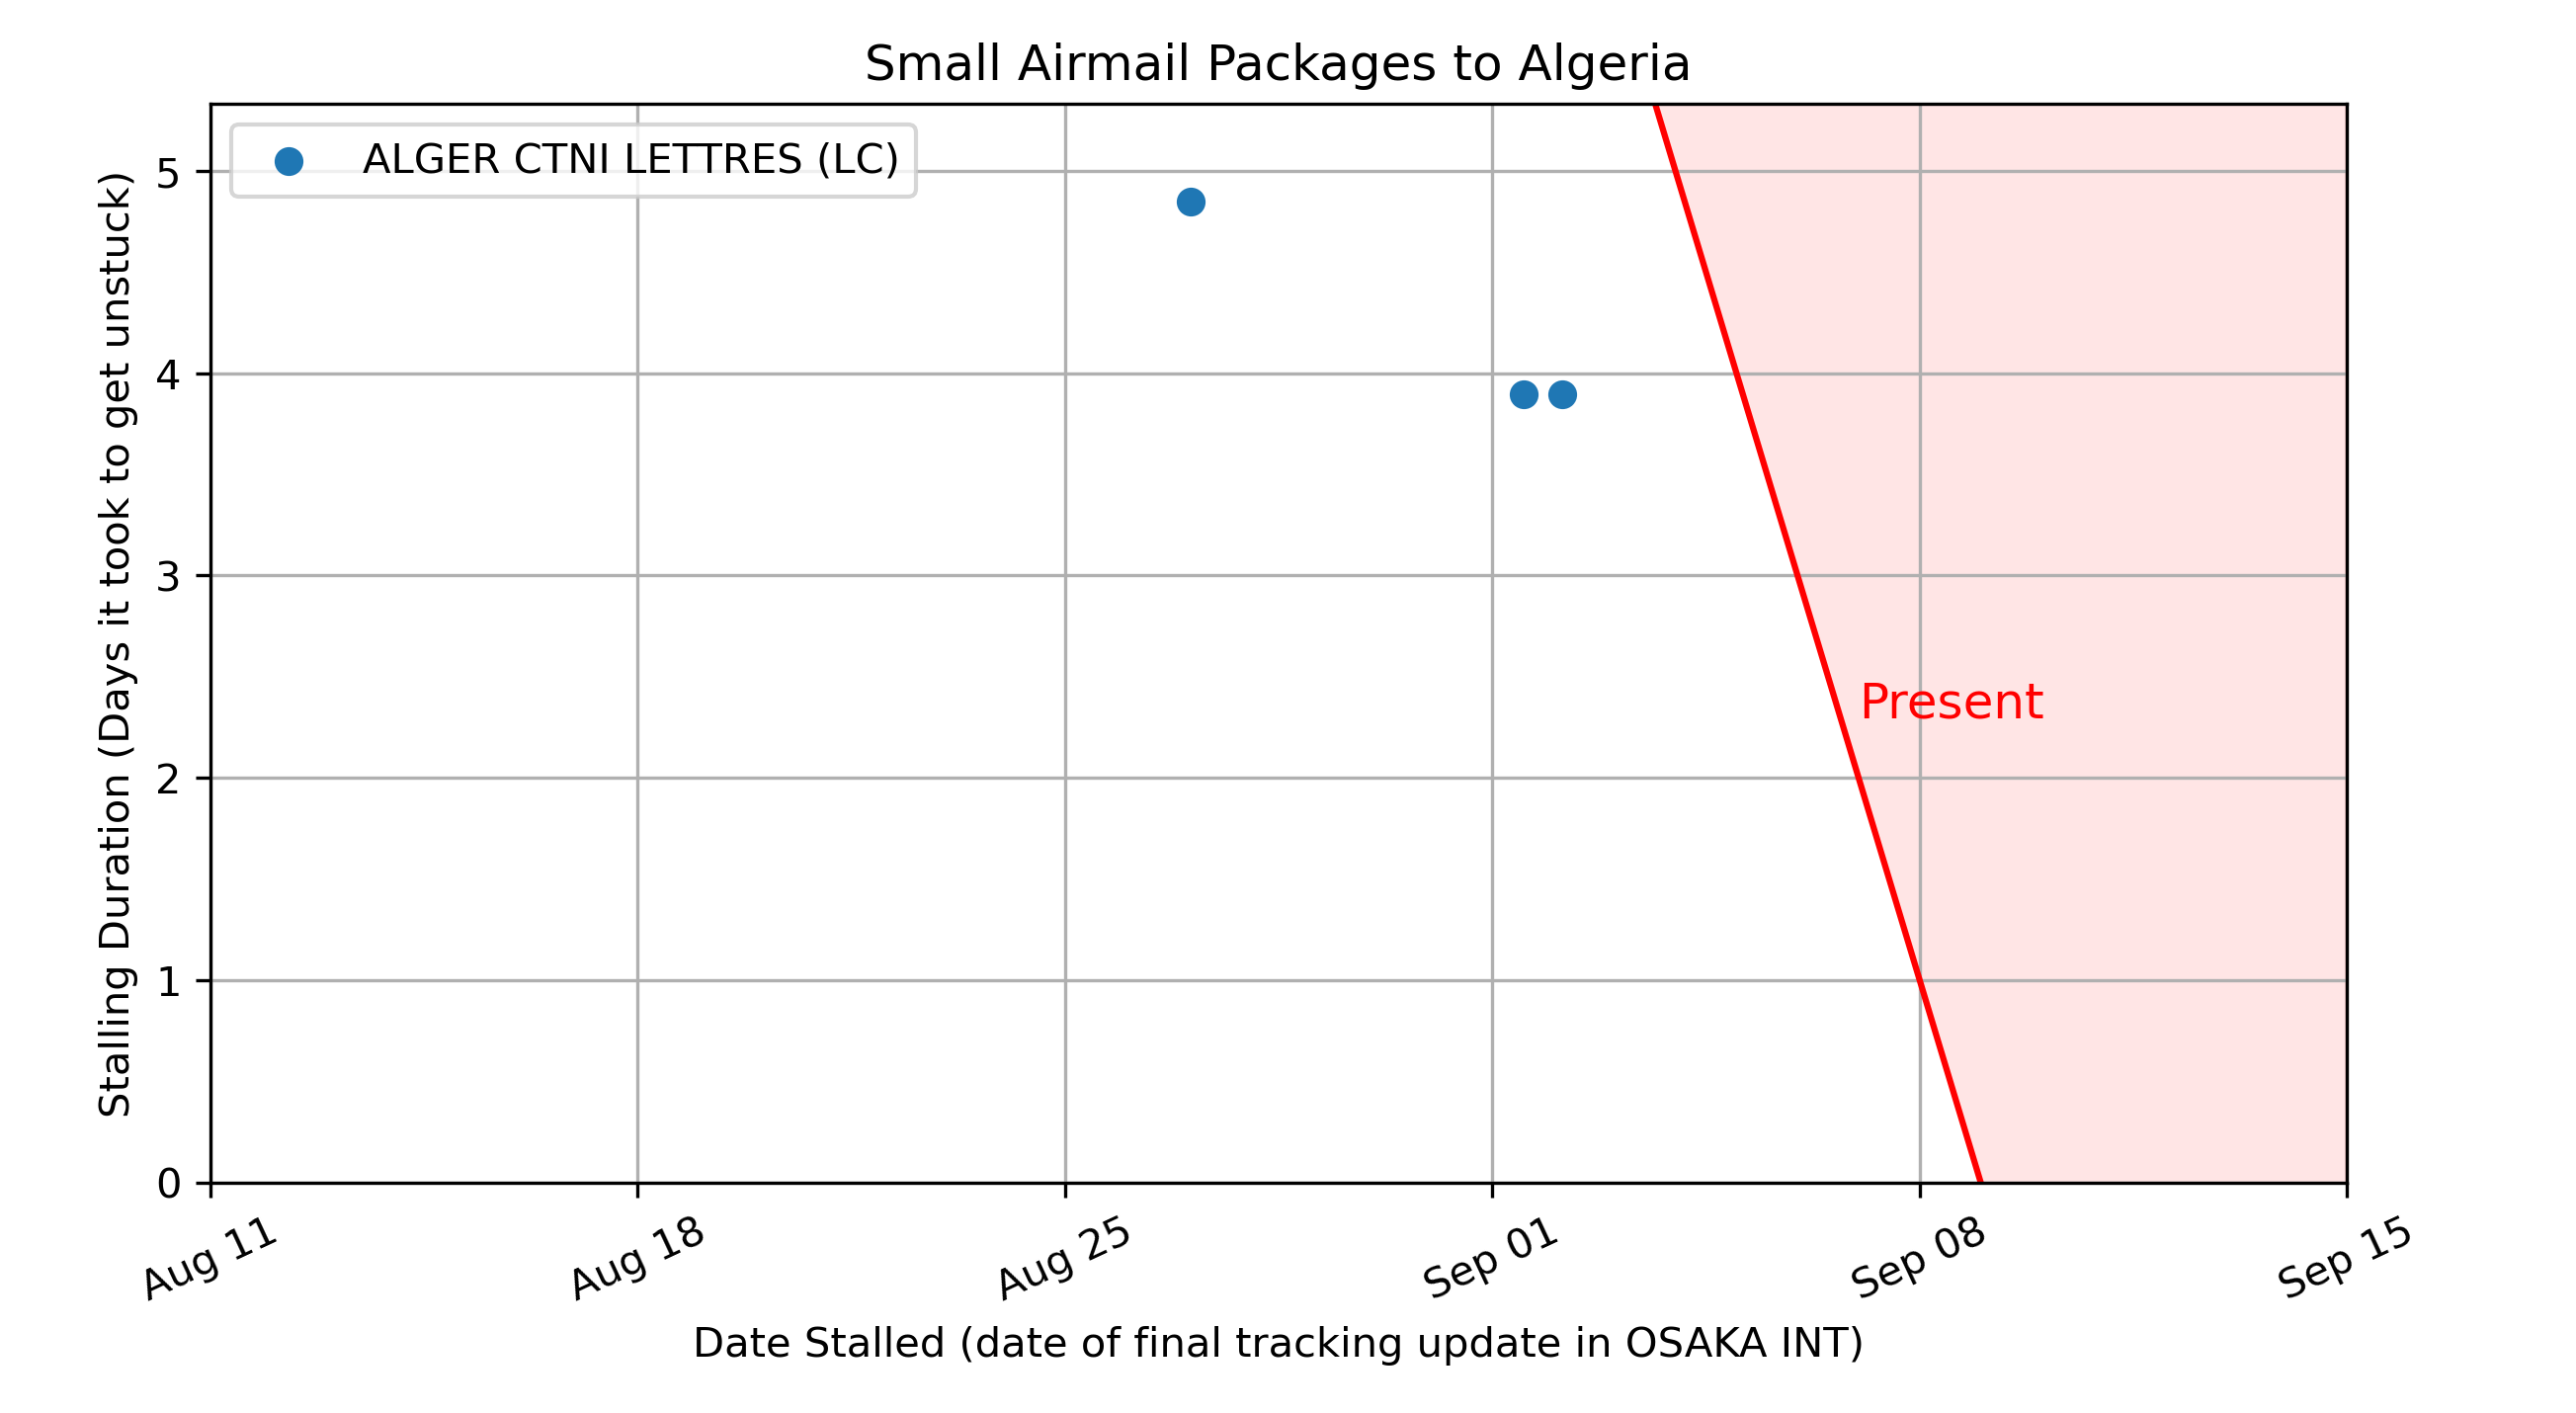 Small Airmail Packages to Algeria
ALGER CTNI LETTRES (LC)
Stalling Duration (Days it took to get unstuck)
5
4
3
2
1
0
Present
Aug 11
Aug 18
Aug 25
Sep 01
Sep 08
Sep 15
Date Stalled (date of final tracking update in OSAKA INT)